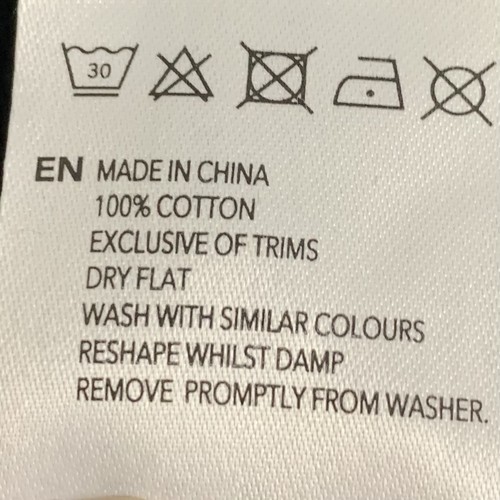 30
EN MADE IN CHINA
100% COTTON
EXCLUSIVE OF TRIMS
DRY FLAT
WASH WITH SIMILAR COLOURS
RESHAPE WHILST DAMP
REMOVE PROMPTLY FROM WASHER.